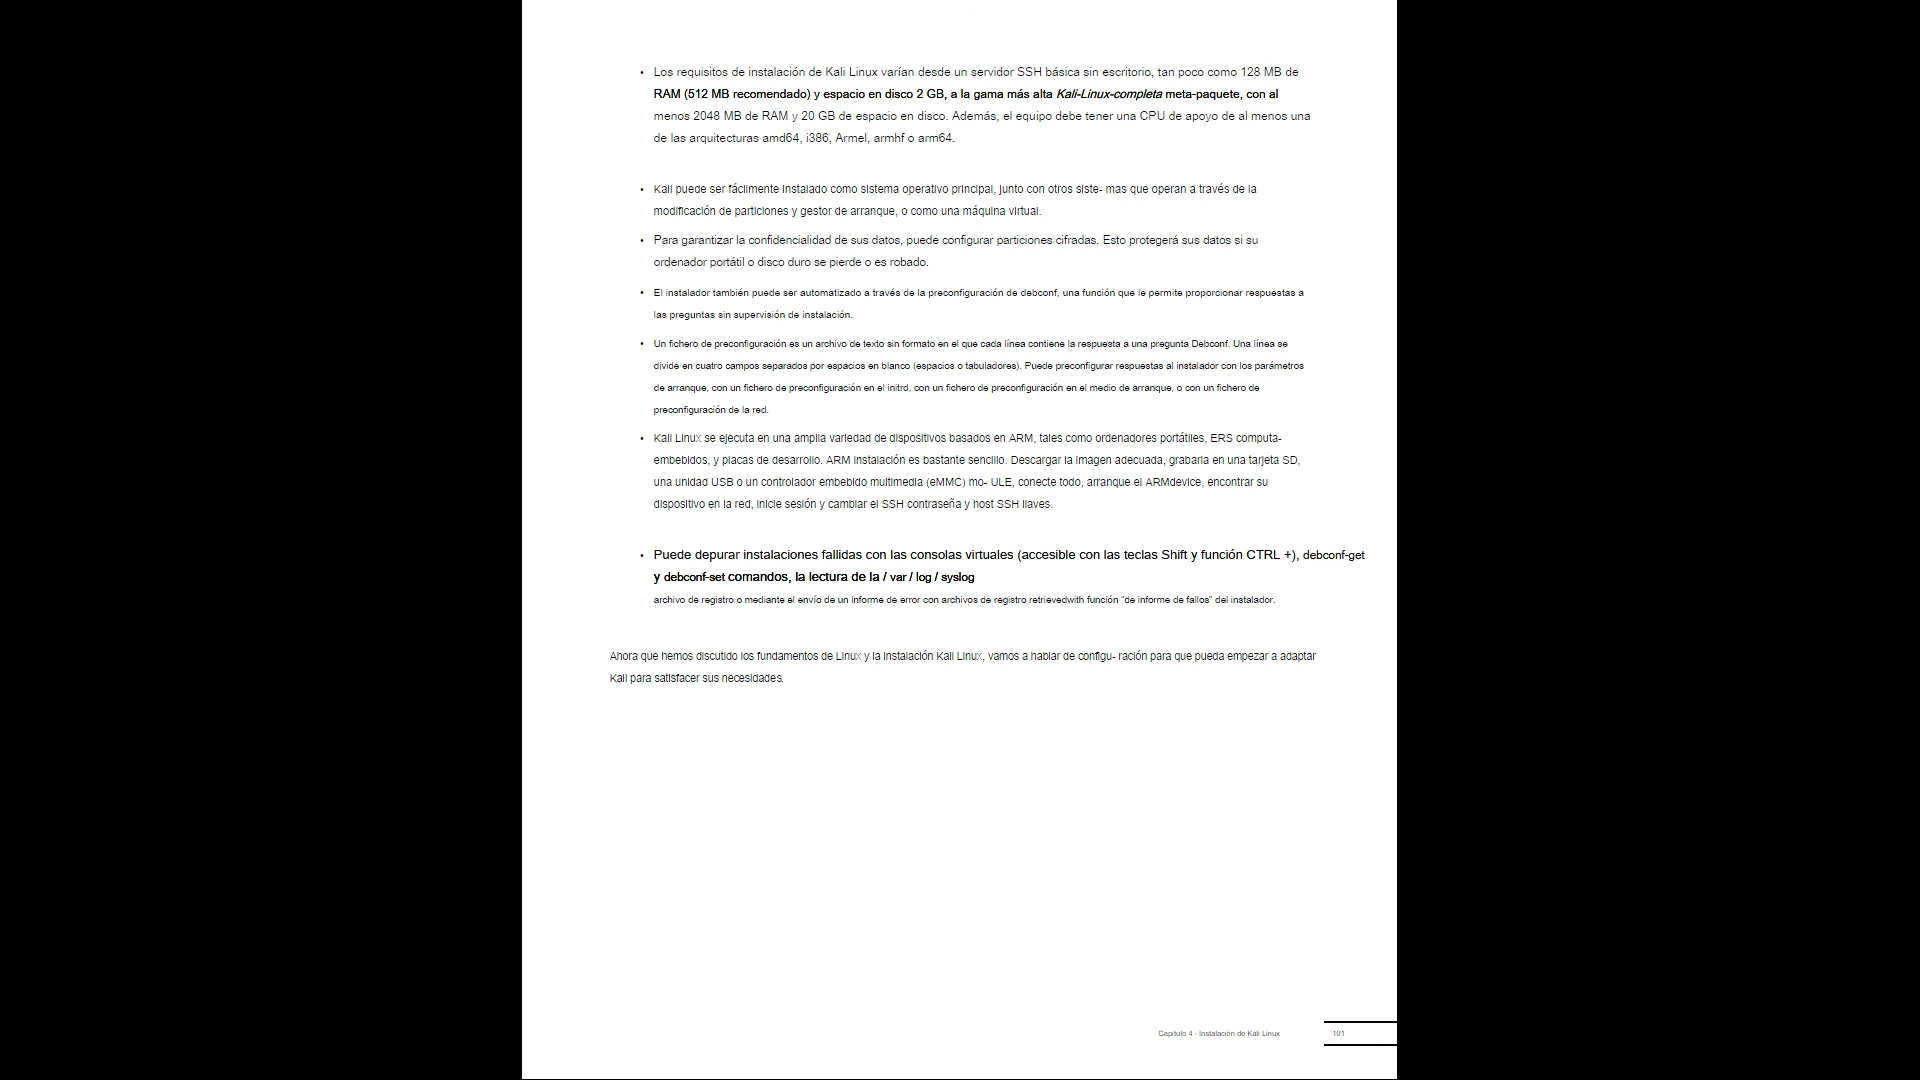 • Los requisitos de instalación de Kali Linux varían desde un servidor SSH básica sin escritorio, tan poco como 128 MB de
RAM (512 MB recomendado) y espacio en disco 2 GB, a la gama más alta Kali-Linux-completa meta-paquete, con al
menos 2048 MB de RAM y 20 GB de espacio en disco. Además, el equipo debe tener una CPU de apoyo de al menos una
de las arquitecturas amd64, i386, Armel, armhf o arm64.
• Kali puede ser fácilmente instalado como sistema operativo principal, junto con otros siste- mas que operan a través de la
modificación de particiones y gestor de arranque, o como una máquina virtual.
• Para garantizar la confidencialidad de sus datos, puede configurar particiones cifradas. Esto protegerá sus datos si su
ordenador portátil o disco duro se pierde o es robado.
• El instalador también puede ser automatizado a través de la preconfiguración de debconf, una función que le permite proporcionar respuestas a
las preguntas sin supervisión de instalación.
• Un fichero de preconfiguración es un archivo de texto sin formato en el que cada línea contiene la respuesta a una pregunta Debconf. Una línea se
divide en cuatro campos separados por espacios en blanco (espacios o tabuladores). Puede preconfigurar respuestas al instalador con los parámetros
de arranque, con un fichero de preconfiguración en el initrd, con un fichero de preconfiguración en el medio de arranque, o con un fichero de
preconfiguración de la red.
• Kali Linux se ejecuta en una amplia variedad de dispositivos basados en ARM, tales como ordenadores portátiles, ERS computa-
embebidos, y placas de desarrollo. ARM instalación es bastante sencillo. Descargar la imagen adecuada, grabarla en una tarjeta SD,
una unidad USB o un controlador embebido multimedia (eMMC) mo- ULE, conecte todo, arranque el ARMdevice, encontrar su
dispositivo en la red, inicie sesión y cambiar el SSH contraseña y host SSH llaves.
• Puede depurar instalaciones fallidas con las consolas virtuales (accesible con las teclas Shift y función CTRL +), debconf-get
y debconf-set comandos, la lectura de la / var / log / syslog
archivo de registro o mediante el envío de un informe de error con archivos de registro retrievedwith función "de informe de fallos" del instalador.
Ahora que hemos discutido los fundamentos de Linux y la instalación Kali Linux, vamos a hablar de configu- ración para que pueda empezar a adaptar
Kali para satisfacer sus necesidades.
Capítulo 4 - Instalación de Kali Linux 101